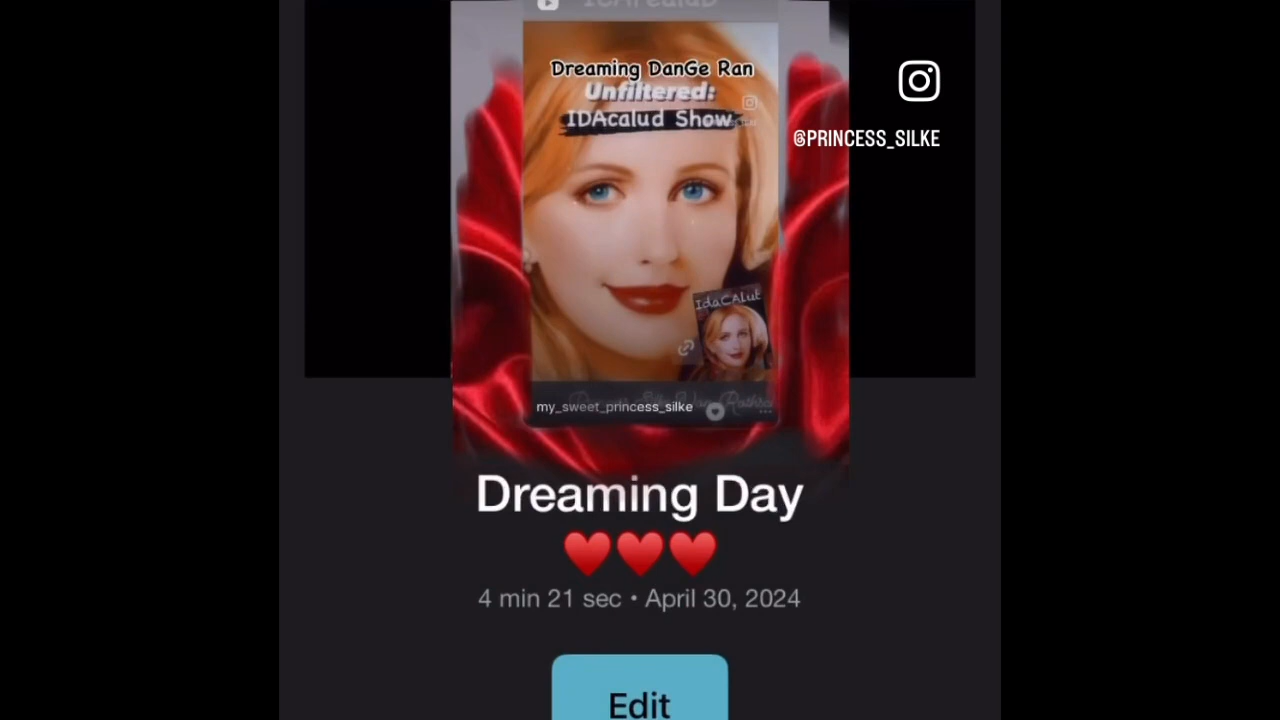 Dreaming DanGe Ran
Unfiltered:
IDAcalud Show
@PRINCESS_SILKE
IdaCALut
my_sweet_princess_silke
Dreaming Day
4 min 21 sec • April 30, 2024
Edit